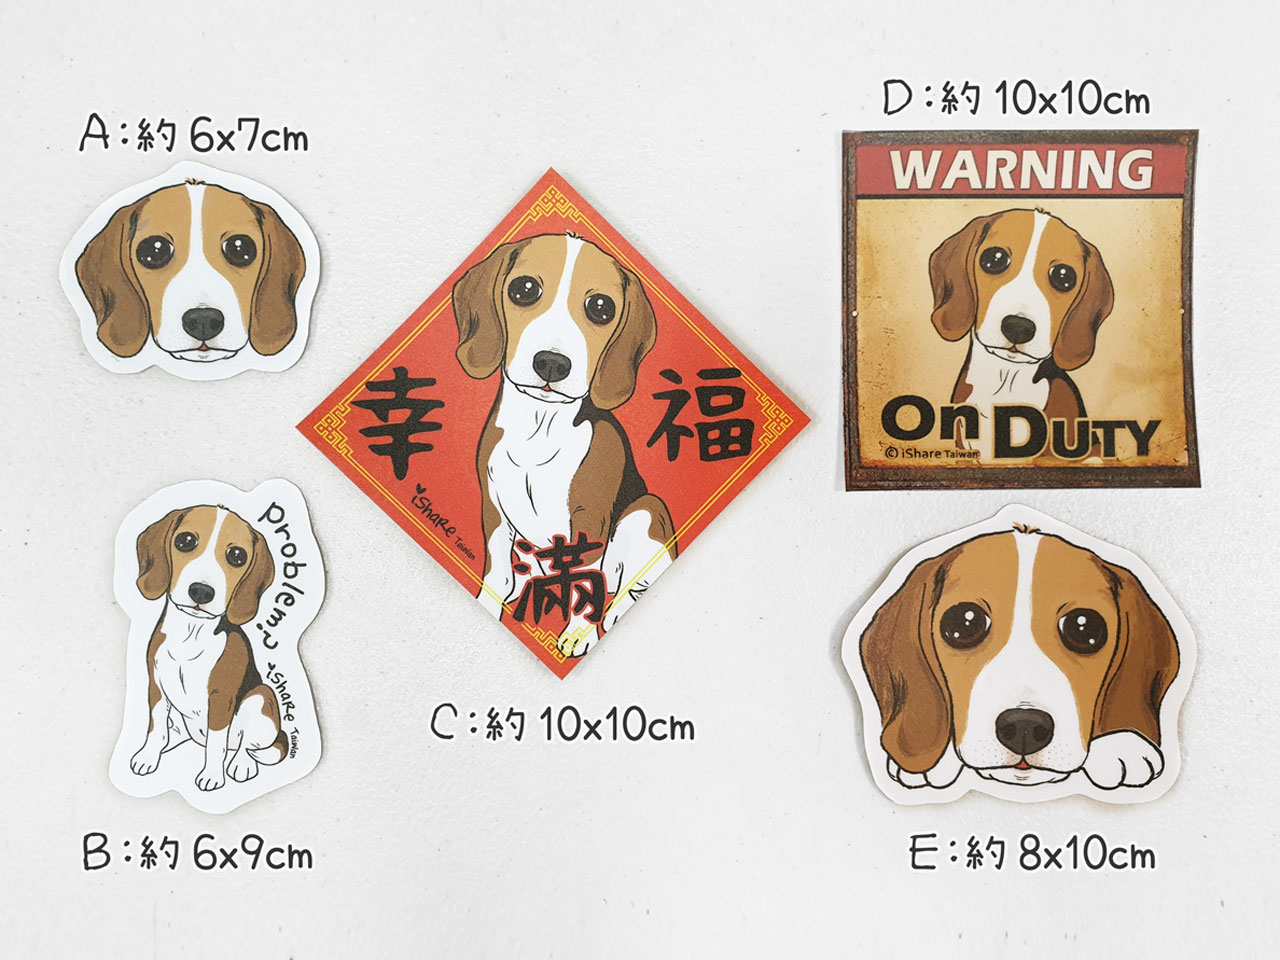 A:約 6x7cm
D:約 10x10cm
WARNING
On DUTY
© iShare Taiwan
幸福
滿
iShare Taiwan
Problem?
iShare Taiwan
C:約 10x10cm
B:約 6x9cm
E:約 8x10cm